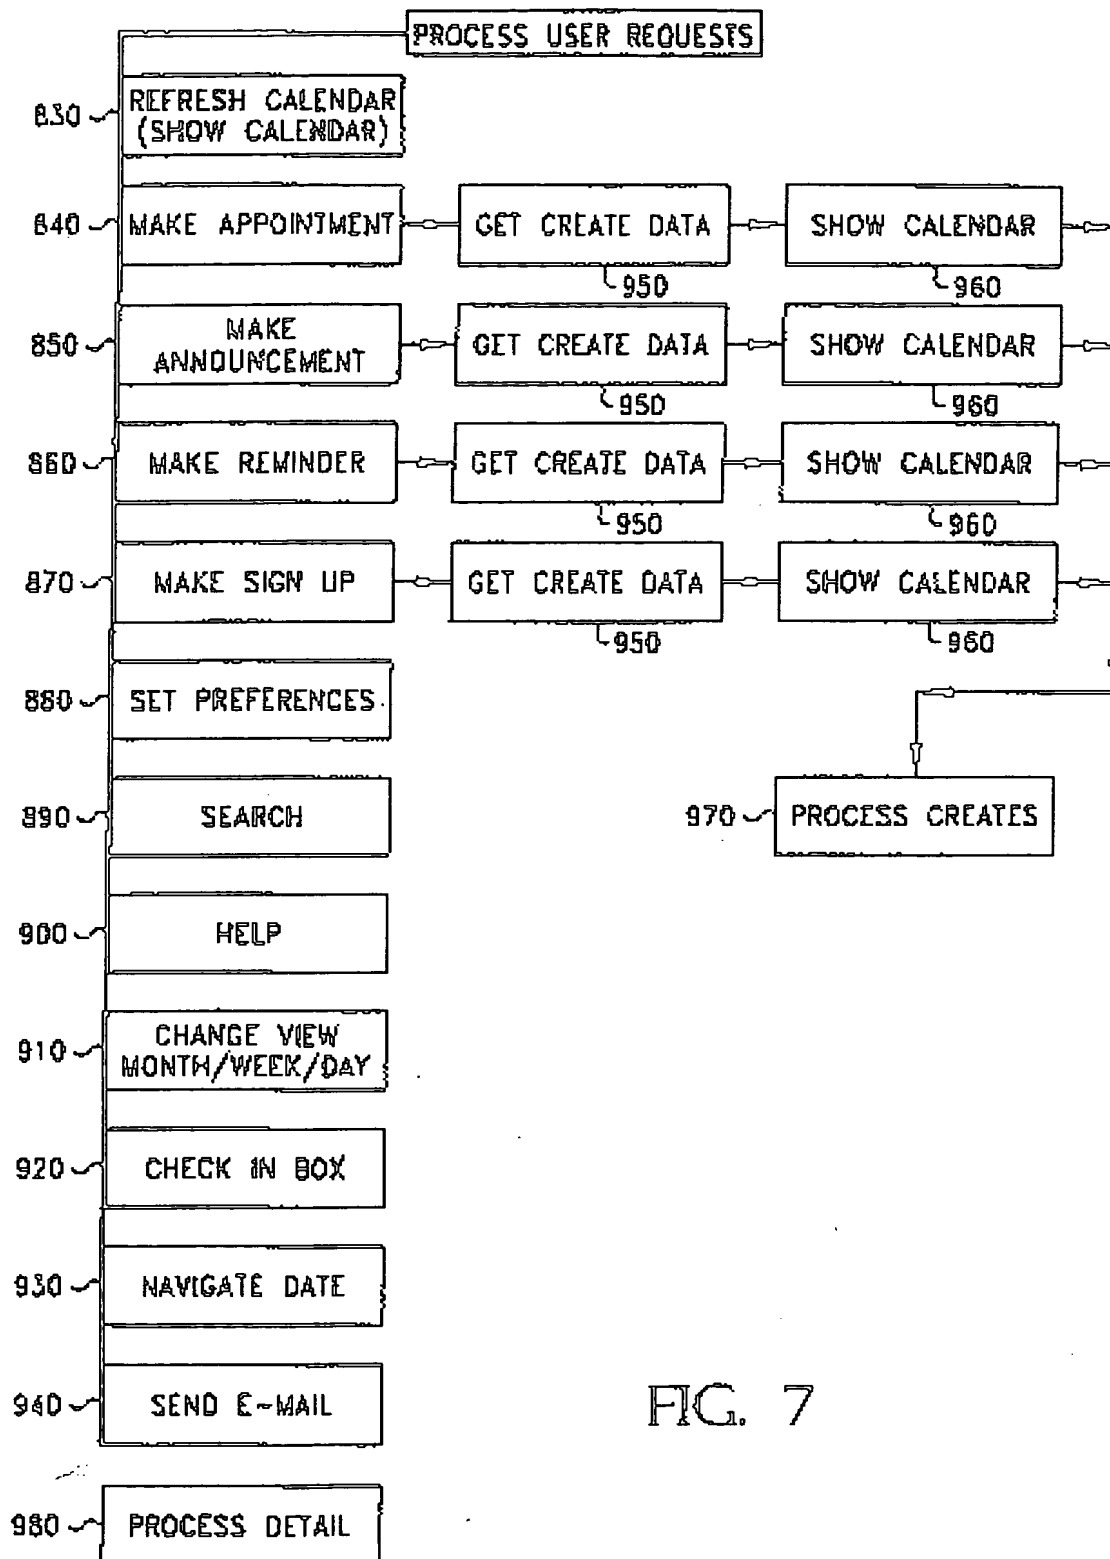 PROCESS USER REQUESTS
830 REFRESH CALENDAR
(SHOW CALENDAR)
840 MAKE APPOINTMENT GET CREATE DATA SHOW CALENDAR
950 960
850 MAKE
ANNOUNCEMENT GET CREATE DATA SHOW CALENDAR
950 960
860 MAKE REMINDER GET CREATE DATA SHOW CALENDAR
950 960
870 MAKE SIGN UP GET CREATE DATA SHOW CALENDAR
950 960
880 SET PREFERENCES
890 SEARCH 970 PROCESS CREATES
900 HELP
910 CHANGE VIEW
MONTH/WEEK/DAY
920 CHECK IN BOX
930 NAVIGATE DATE
940 SEND E-MAIL
FIG. 7
980 PROCESS DETAIL